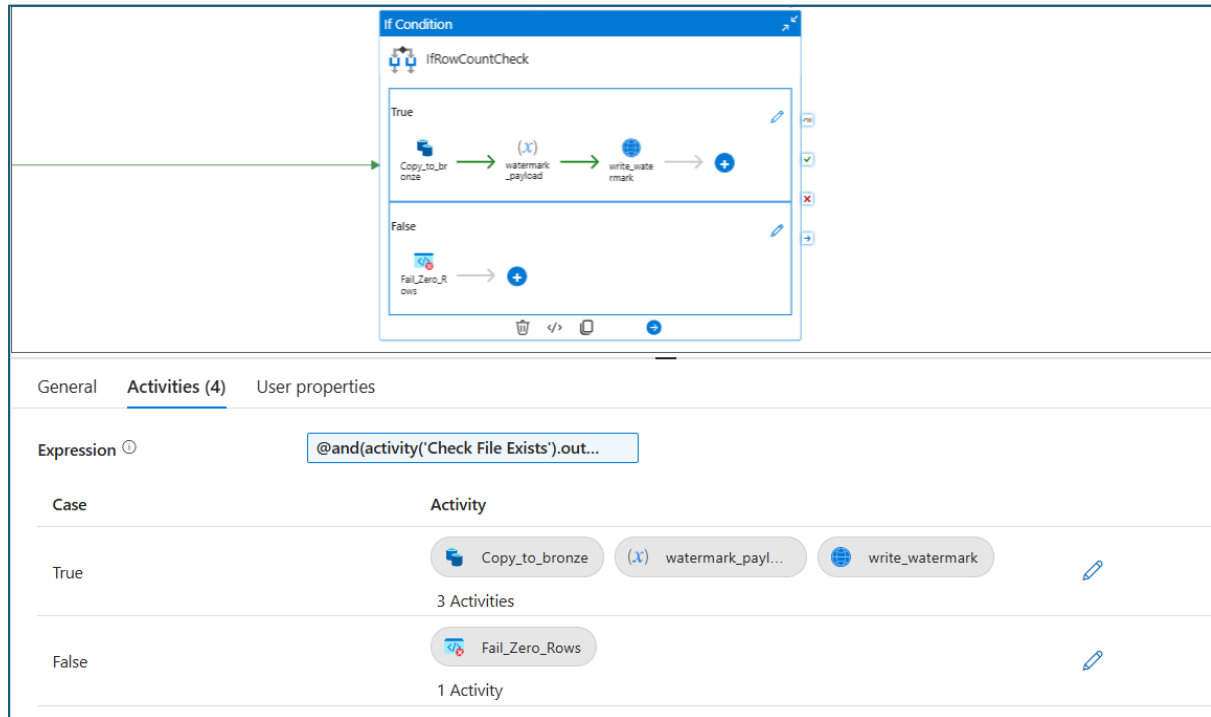 If Condition
IfRowCountCheck
True
Copy_to_br
onze
(x)
watermark
_payload
write_wate
rmark
False
Fail_Zero_R
ows
General
Activities (4)
User properties
Expression
@and(activity('Check File Exists').out...
Case
Activity
True
Copy_to_bronze
(x)
watermark_payl...
write_watermark
3 Activities
False
Fail_Zero_Rows
1 Activity